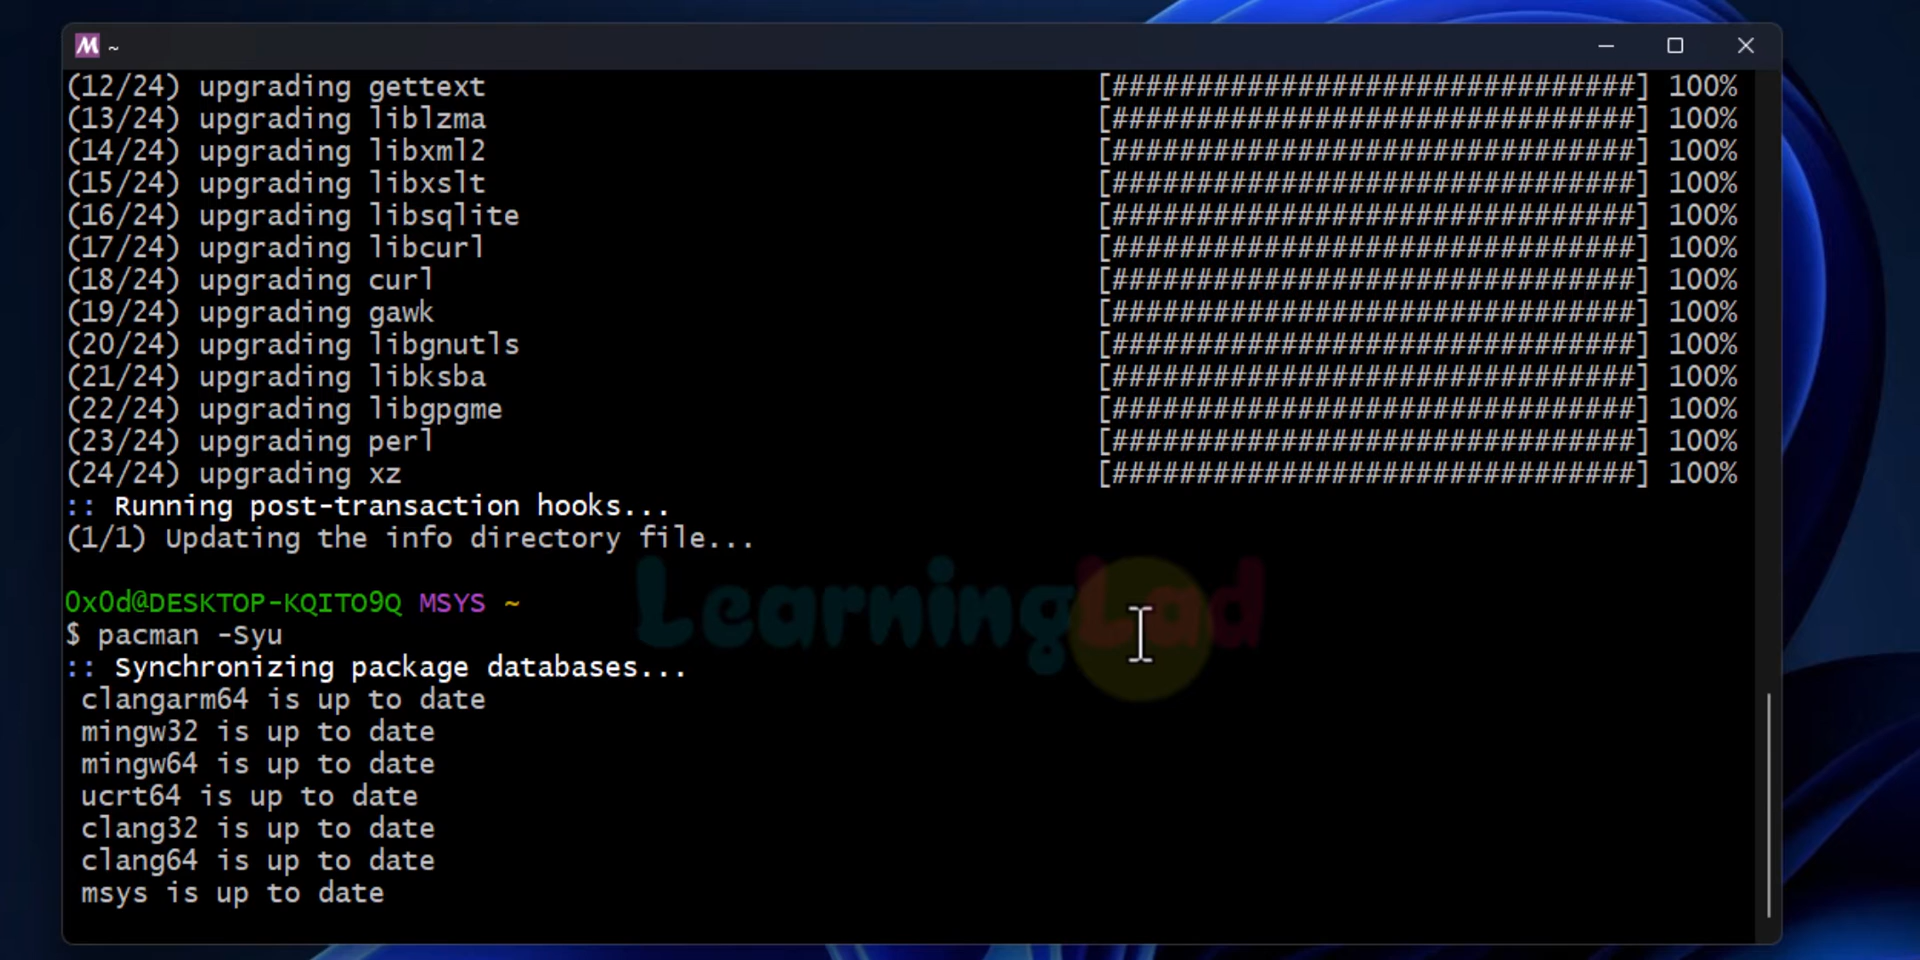 M ~
(12/24) upgrading gettext [###############################] 100%
(13/24) upgrading liblzma [###############################] 100%
(14/24) upgrading libxml2 [###############################] 100%
(15/24) upgrading libxslt [###############################] 100%
(16/24) upgrading libsqlite [###############################] 100%
(17/24) upgrading libcurl [###############################] 100%
(18/24) upgrading curl [###############################] 100%
(19/24) upgrading gawk [###############################] 100%
(20/24) upgrading libgnutls [###############################] 100%
(21/24) upgrading libksba [###############################] 100%
(22/24) upgrading libgpgme [###############################] 100%
(23/24) upgrading perl [###############################] 100%
(24/24) upgrading xz [###############################] 100%
:: Running post-transaction hooks...
(1/1) Updating the info directory file...
LearningLad
0x0d@DESKTOP-KQITO9Q MSYS ~
$ pacman -Syu
:: Synchronizing package databases...
clangarm64 is up to date
mingw32 is up to date
mingw64 is up to date
ucrt64 is up to date
clang32 is up to date
clang64 is up to date
msys is up to date